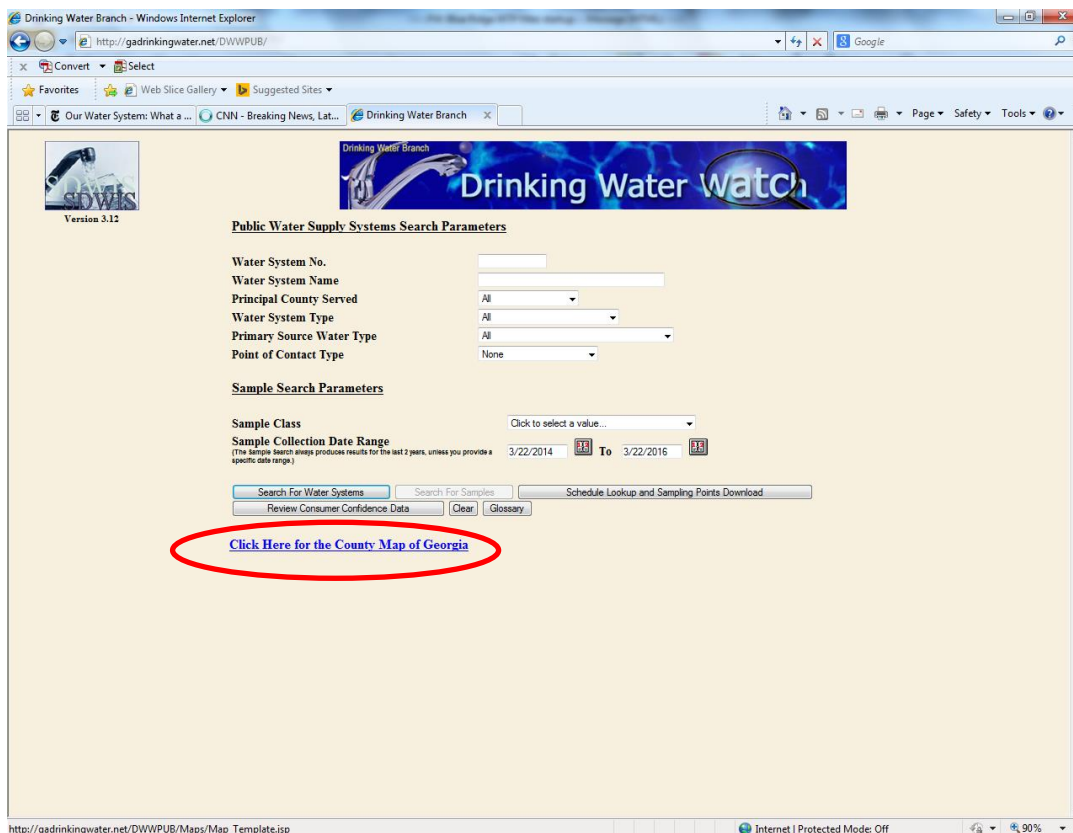 Drinking Water Branch - Windows Internet Explorer
http://gadrinkingwater.net/DWWPUB/
Google
x Convert Select
Favorites Web Slice Gallery Suggested Sites
Our Water System: What a ... CNN - Breaking News, Lat... Drinking Water Branch x Page Safety Tools
SDWIS
Version 3.12
Drinking Water Branch
Drinking Water Watch
Public Water Supply Systems Search Parameters
Water System No.
Water System Name
Principal County Served All
Water System Type All
Primary Source Water Type All
Point of Contact Type None
Sample Search Parameters
Sample Class Click to select a value...
Sample Collection Date Range
(The Sample Search always produces results for the last 2 years, unless you provide a
specific date range.)
3/22/2014 To 3/22/2016
Search For Water Systems Search For Samples Schedule Lookup and Sampling Points Download
Review Consumer Confidence Data Clear Glossary
Click Here for the County Map of Georgia
http://gadrinkingwater.net/DWWPUB/Maps/Map_Template.jsp Internet | Protected Mode: Off 90%